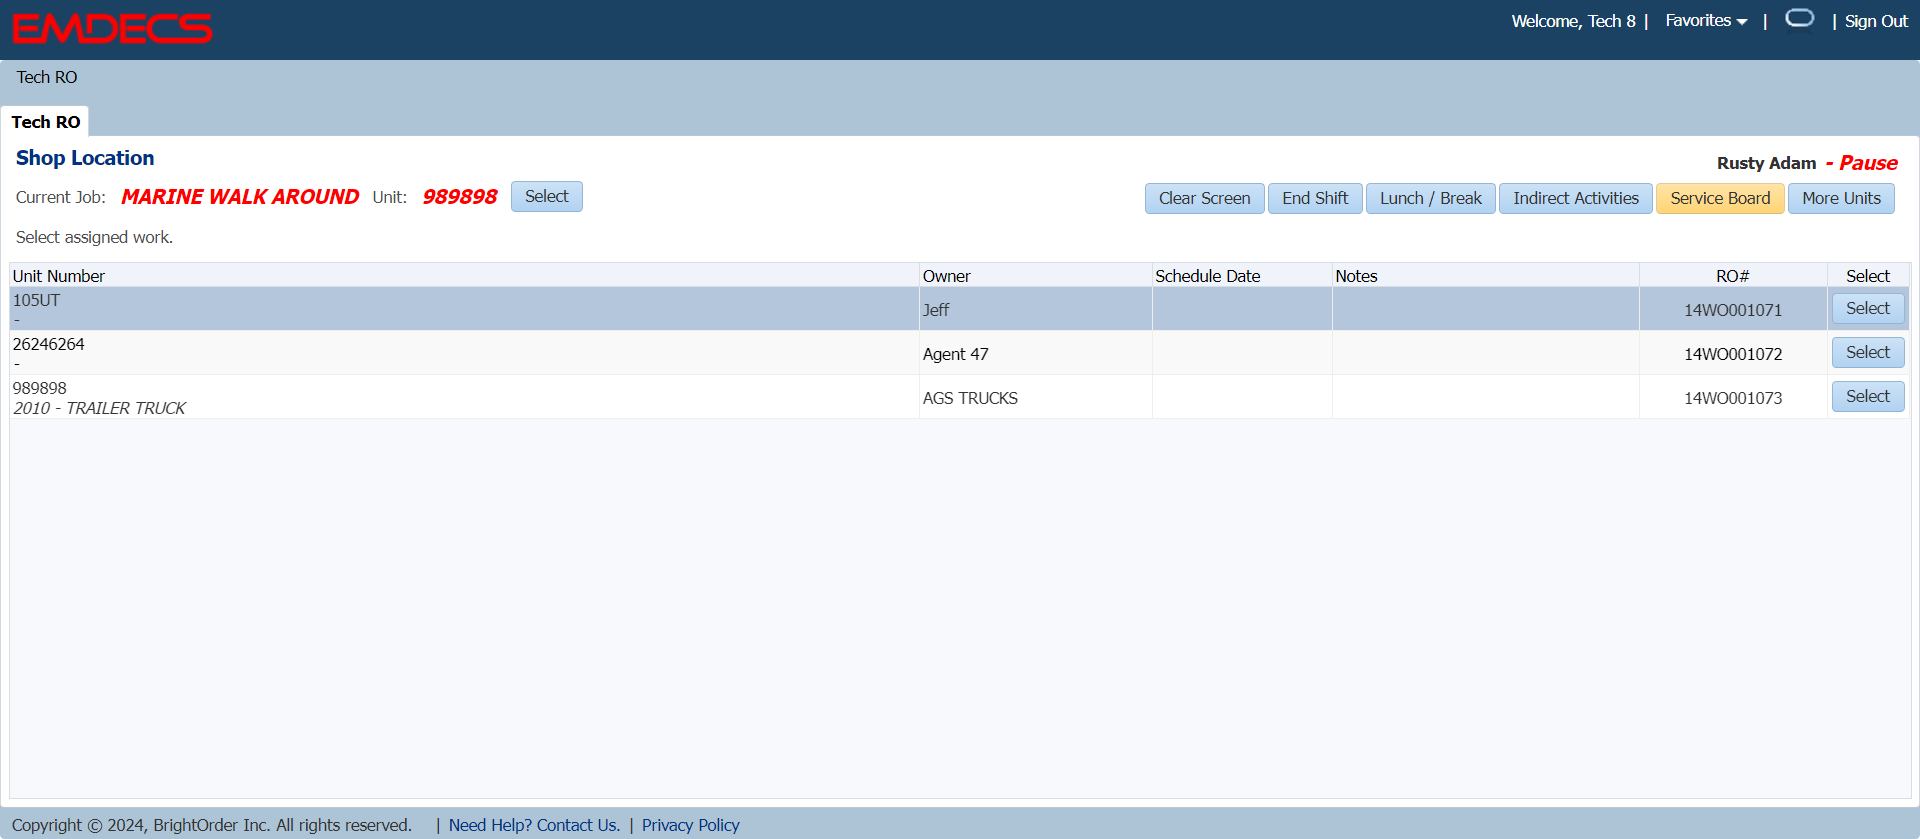 EMDECS
Welcome, Tech 8 | Favorites | | Sign Out
Tech RO
Tech RO
Shop Location
Rusty Adam - Pause
Current Job: MARINE WALK AROUND Unit: 989898 Select
Clear Screen End Shift Lunch / Break Indirect Activities Service Board More Units
Select assigned work.
Unit Number Owner Schedule Date Notes RO# Select
105UT
- Jeff 14WO001071 Select
26246264
- Agent 47 14WO001072 Select
989898
2010 - TRAILER TRUCK AGS TRUCKS 14WO001073 Select
Copyright © 2024, BrightOrder Inc. All rights reserved. | Need Help? Contact Us. | Privacy Policy